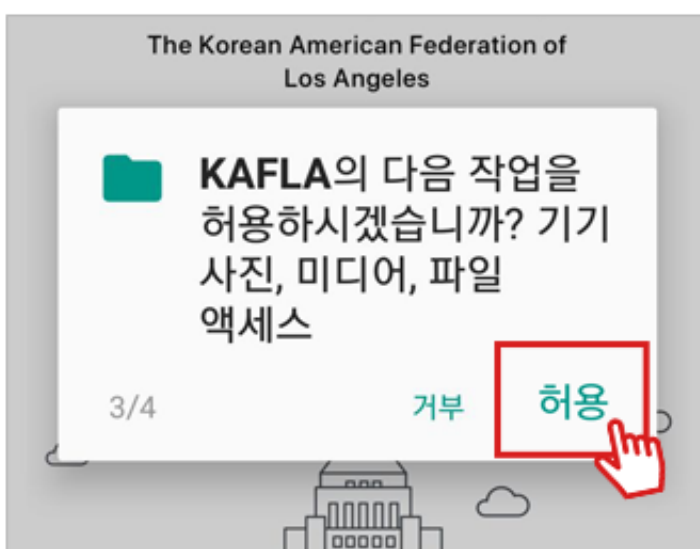 The Korean American Federation of
Los Angeles
KAFLA의 다음 작업을
허용하시겠습니까? 기기
사진, 미디어, 파일
액세스
3/4
거부
허용